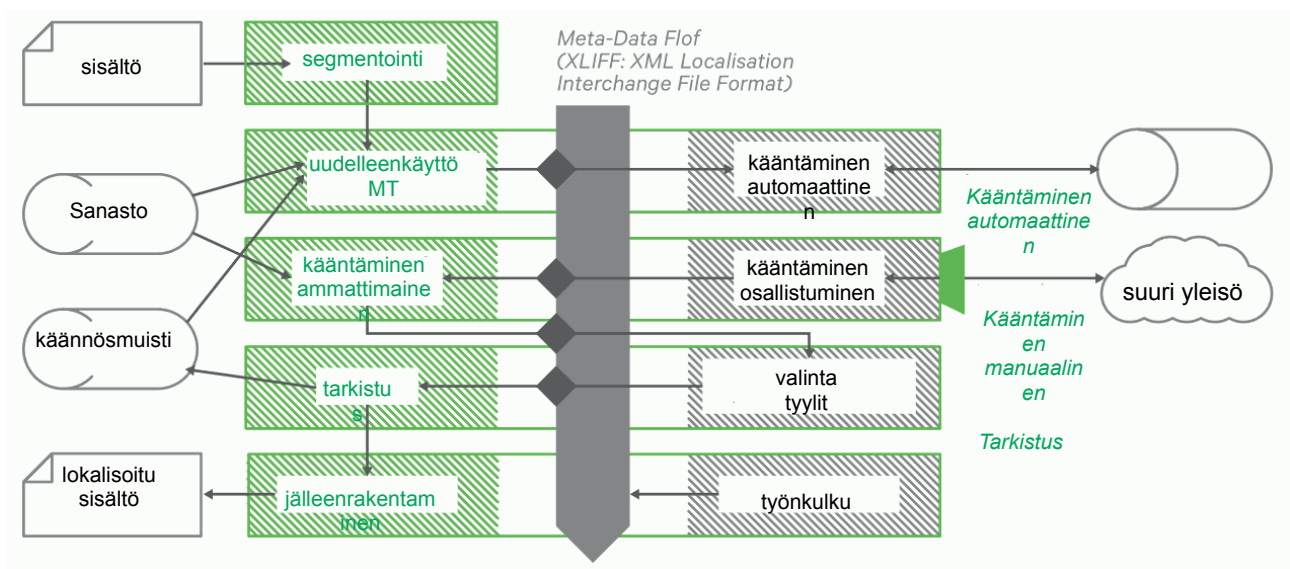 sisältö
segmentointi
Meta-Data Flof
(XLIFF: XML Localisation
Interchange File Format)
Sanasto
uudelleenkäyttö
MT
kääntäminen
automaattine
n
Kääntäminen
automaattine
n
kääntäminen
ammattimaine
n
kääntäminen
osallistuminen
suuri yleisö
käännösmuisti
Kääntämin
en
manuaalin
en
tarkistu
s
valinta
tyylit
Tarkistus
lokalisoitu
sisältö
jälleenrakentam
inen
työnkulku